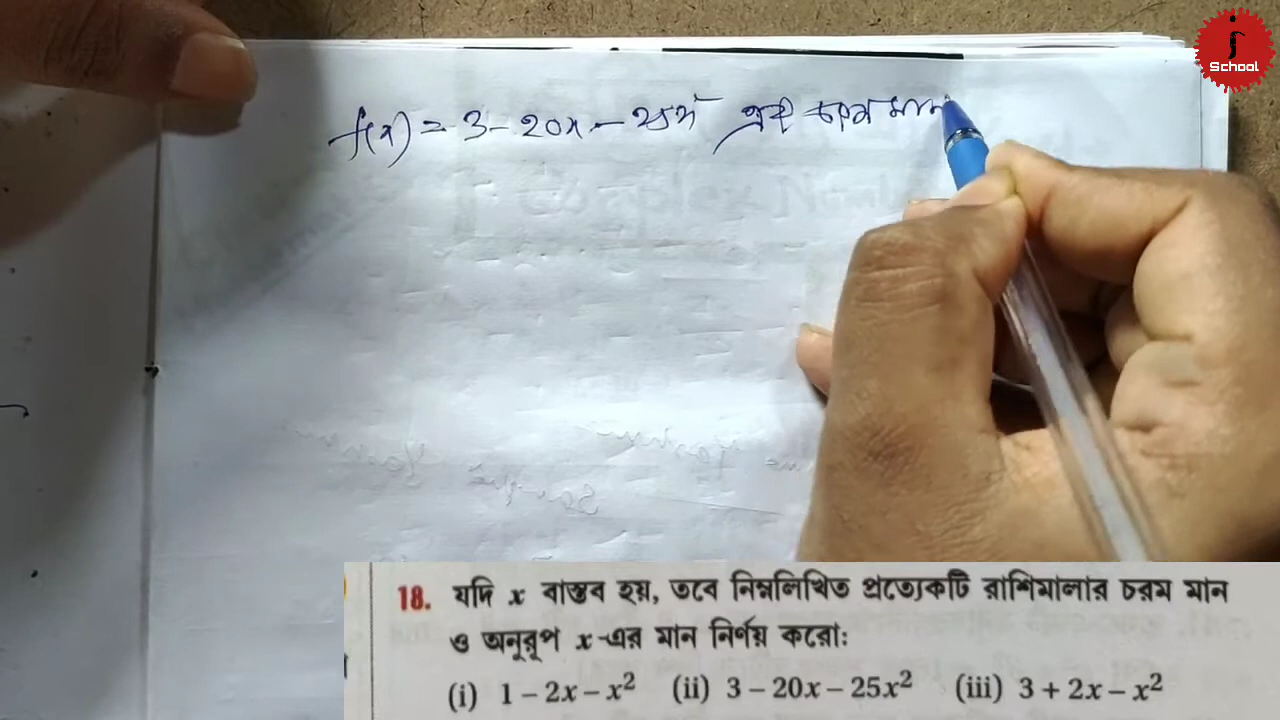 School
f(x) = 3 - 20x - 25x² এর চরম মান
18. যদি x বাস্তব হয়, তবে নিম্নলিখিত প্রত্যেকটি রাশিমালার চরম মান
ও অনুরূপ x-এর মান নির্ণয় করো:
(i) 1 – 2x – x² (ii) 3 – 20x – 25x² (iii) 3 + 2x – x²